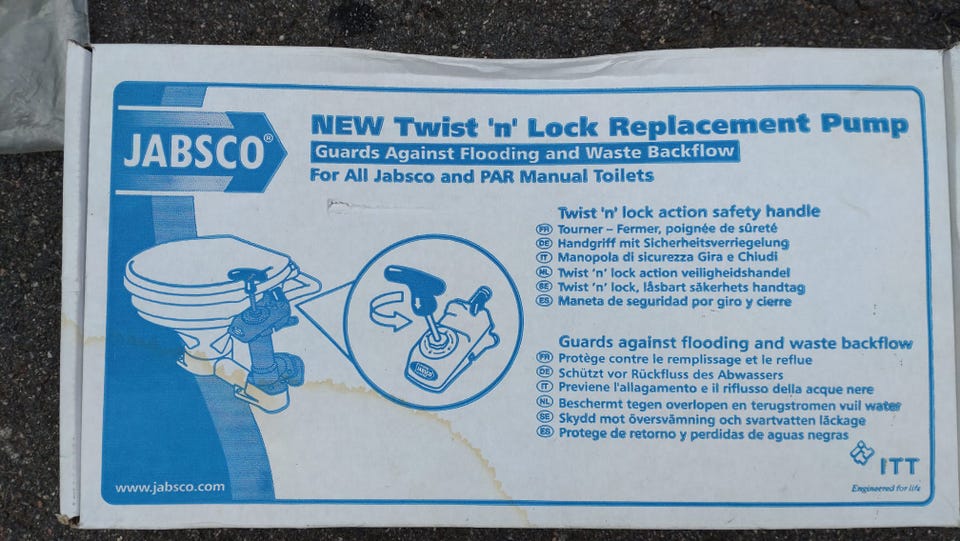 JABSCO®
NEW Twist 'n' Lock Replacement Pump
Guards Against Flooding and Waste Backflow
For All Jabsco and PAR Manual Toilets
Twist 'n' lock action safety handle
FR Tourner – Fermer, poignée de sûreté
DE Handgriff mit Sicherheitsverriegelung
IT Manopola di sicurezza Gira e Chiudi
NL Twist 'n' lock action veiligheidshandel
SE Twist 'n' lock, låsbart säkerhets handtag
ES Maneta de seguridad por giro y cierre
Guards against flooding and waste backflow
FR Protège contre le remplissage et le reflue
DE Schützt vor Rückfluss des Abwassers
IT Previene l'allagamento e il riflusso della acque nere
NL Beschermt tegen overlopen en terugstromen vuil water
SE Skydd mot översvämning och svartvatten läckage
ES Protege de retorno y perdidas de aguas negras
ITT
Engineered for life
www.jabsco.com